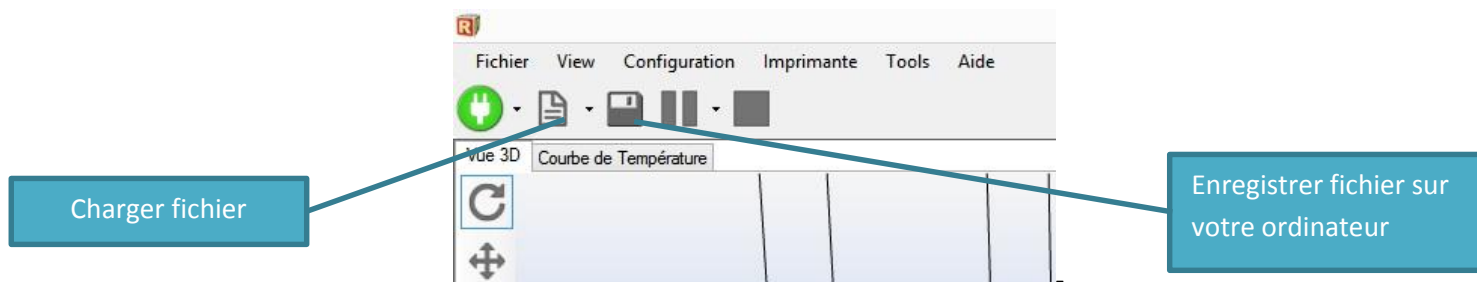 Fichier View Configuration Imprimante Tools Aide
Vue 3D Courbe de Température
Charger fichier
Enregistrer fichier sur
votre ordinateur